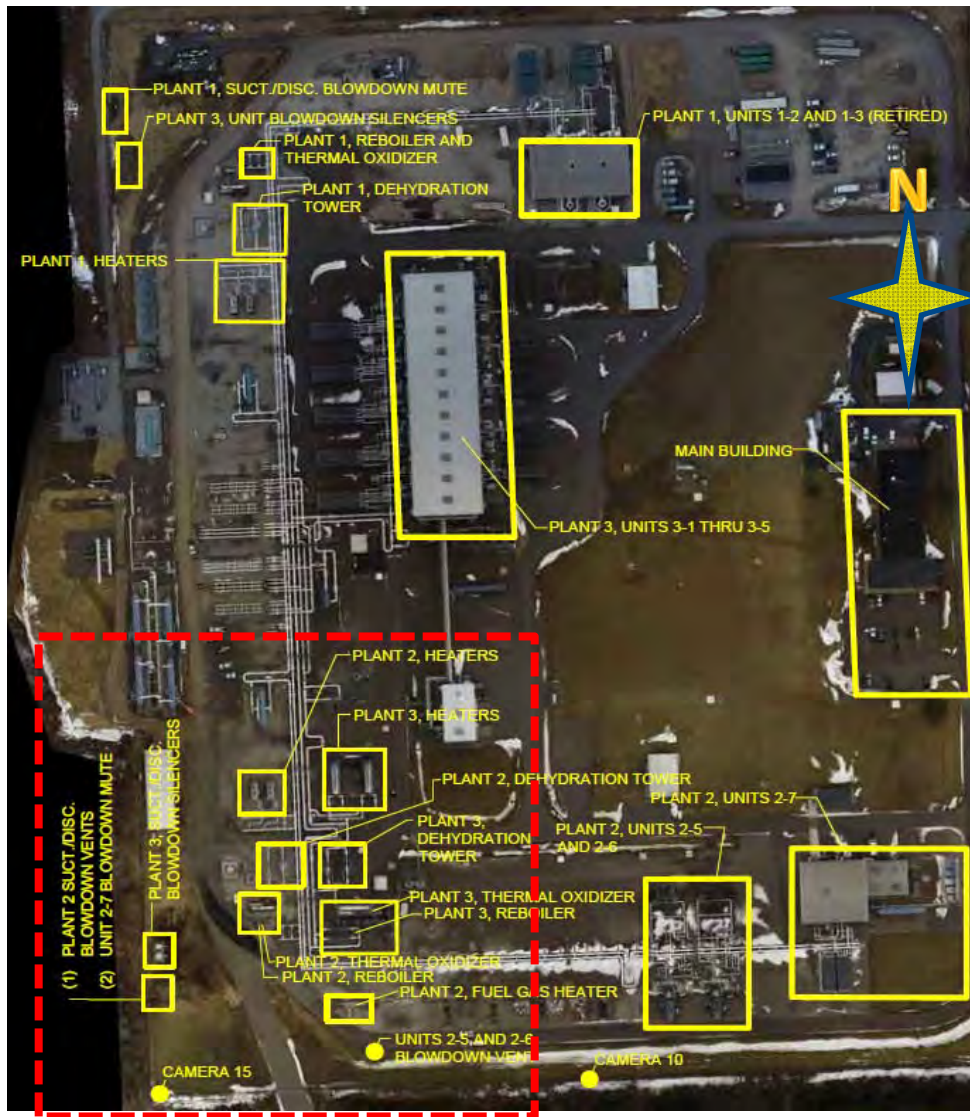 PLANT 1, SUCT./DISC. BLOWDOWN MUTE
PLANT 3, UNIT BLOWDOWN SILENCERS
PLANT 1, UNITS 1-2 AND 1-3 (RETIRED)
PLANT 1, REBOILER AND
THERMAL OXIDIZER
N
PLANT 1, DEHYDRATION
TOWER
PLANT 1, HEATERS
MAIN BUILDING
PLANT 3, UNITS 3-1 THRU 3-5
PLANT 2, HEATERS
PLANT 3, HEATERS
PLANT 2, DEHYDRATION TOWER
PLANT 2, UNITS 2-7
PLANT 3,
DEHYDRATION
TOWER
PLANT 2, UNITS 2-5
AND 2-6
(1) PLANT 2 SUCT./DISC.
BLOWDOWN VENTS
(2) UNIT 2-7 BLOWDOWN MUTE
PLANT 3; SUCT./DISC.
BLOWDOWN SILENCERS
PLANT 3, THERMAL OXIDIZER
PLANT 3, REBOILER
PLANT 2, THERMAL OXIDIZER
PLANT 2, REBOILER
PLANT 2, FUEL GAS HEATER
UNITS 2-5 AND 2-6
BLOWDOWN VENT
CAMERA 10
CAMERA 15